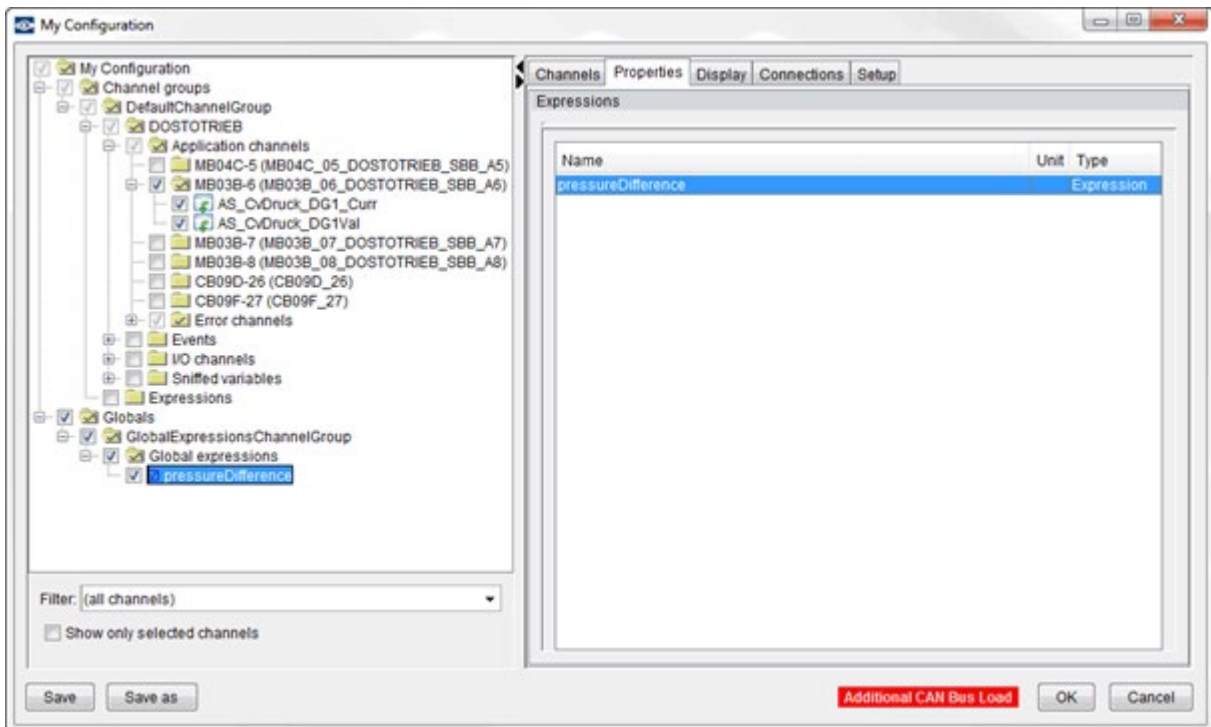 My Configuration
My Configuration
Channel groups
DefaultChannelGroup
DOSTOTRIEB
Application channels
MB04C-5 (MB04C_05_DOSTOTRIEB_SBB_A5)
MB03B-6 (MB03B_06_DOSTOTRIEB_SBB_A6)
AS_CvDruck_DG1_Curr
AS_CvDruck_DG1Val
MB03B-7 (MB03B_07_DOSTOTRIEB_SBB_A7)
MB03B-8 (MB03B_08_DOSTOTRIEB_SBB_A8)
CB09D-26 (CB09D_26)
CB09F-27 (CB09F_27)
Error channels
Events
I/O channels
Sniffed variables
Expressions
Globals
GlobalExpressionsChannelGroup
Global expressions
pressureDifference
Filter: (all channels)
Show only selected channels
Channels Properties Display Connections Setup
Expressions
Name Unit Type
pressureDifference Expression
Save Save as Additional CAN Bus Load OK Cancel